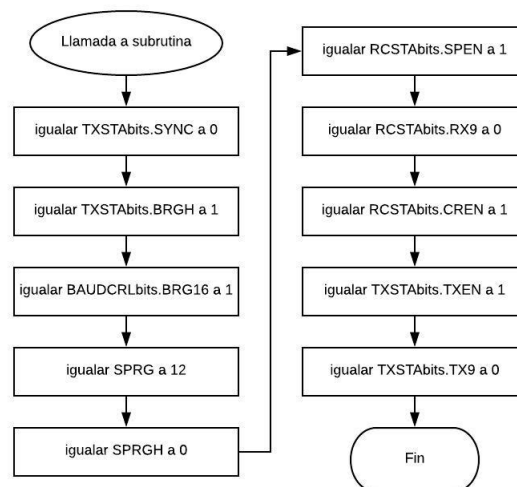 Llamada a subrutina
igualar TXSTAbits.SYNC a 0
igualar TXSTAbits.BRGH a 1
igualar BAUDCRLbits.BRG16 a 1
igualar SPRG a 12
igualar SPRGH a 0
igualar RCSTAbits.SPEN a 1
igualar RCSTAbits.RX9 a 0
igualar RCSTAbits.CREN a 1
igualar TXSTAbits.TXEN a 1
igualar TXSTAbits.TX9 a 0
Fin